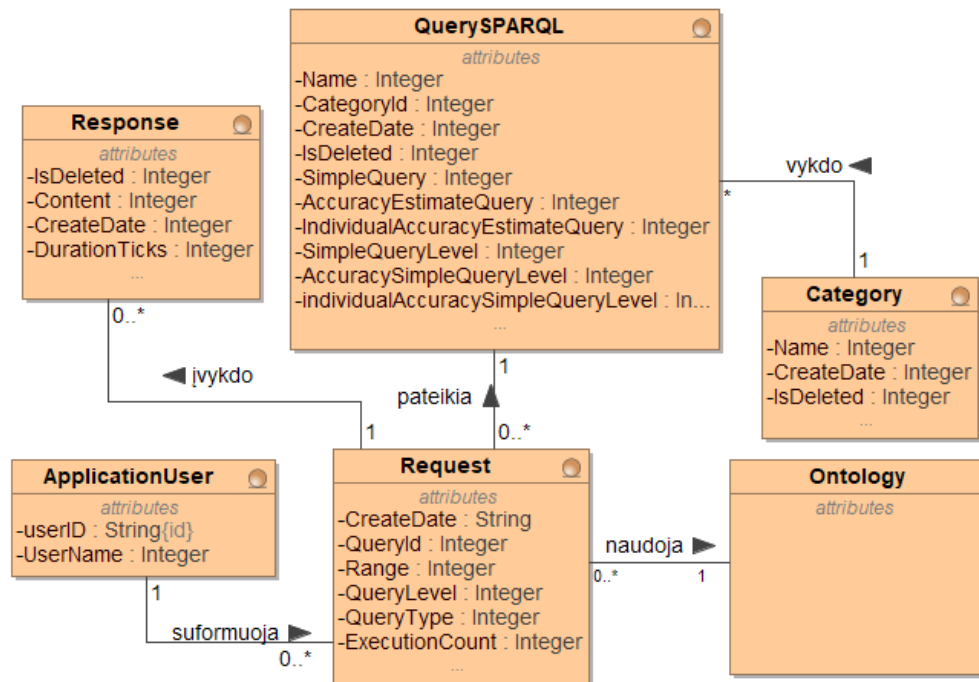 QuerySPARQL
attributes
-Name : Integer
-CategoryId : Integer
-CreateDate : Integer
-IsDeleted : Integer
-SimpleQuery : Integer
-AccuracyEstimateQuery : Integer
-IndividualAccuracyEstimateQuery : Integer
-SimpleQueryLevel : Integer
-AccuracySimpleQueryLevel : Integer
-individualAccuracySimpleQueryLevel : In...
...
Response
attributes
-IsDeleted : Integer
-Content : Integer
-CreateDate : Integer
-DurationTicks : Integer
...
vykdo
*
1
Category
attributes
-Name : Integer
-CreateDate : Integer
-IsDeleted : Integer
...
0..*
įvykdo
1
1
pateikia
0..*
ApplicationUser
attributes
-userID : String{id}
-UserName : Integer
Request
attributes
-CreateDate : String
-QueryId : Integer
-Range : Integer
-QueryLevel : Integer
-QueryType : Integer
-ExecutionCount : Integer
...
Ontology
attributes
naudoja
0..*
1
1
suformuoja
0..*